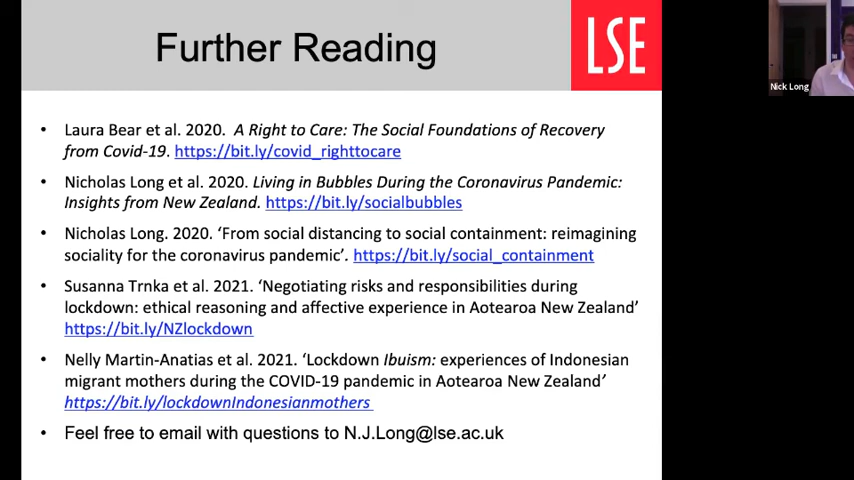 Further Reading
LSE
Nick Long
• Laura Bear et al. 2020. A Right to Care: The Social Foundations of Recovery
from Covid-19. https://bit.ly/covid_righttocare
• Nicholas Long et al. 2020. Living in Bubbles During the Coronavirus Pandemic:
Insights from New Zealand. https://bit.ly/socialbubbles
• Nicholas Long. 2020. ‘From social distancing to social containment: reimagining
sociality for the coronavirus pandemic’. https://bit.ly/social_containment
• Susanna Trnka et al. 2021. ‘Negotiating risks and responsibilities during
lockdown: ethical reasoning and affective experience in Aotearoa New Zealand’
https://bit.ly/NZlockdown
• Nelly Martin-Anatias et al. 2021. ‘Lockdown Ibuism: experiences of Indonesian
migrant mothers during the COVID-19 pandemic in Aotearoa New Zealand’
https://bit.ly/lockdownIndonesianmothers
• Feel free to email with questions to N.J.Long@lse.ac.uk